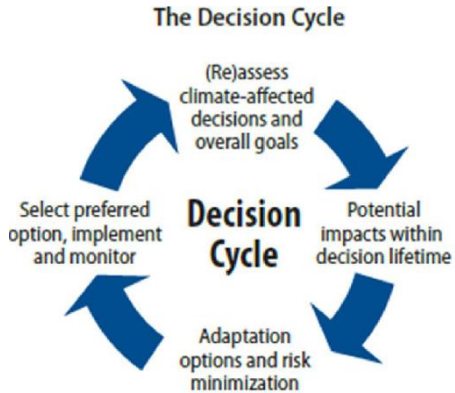 The Decision Cycle
(Re)assess
climate-affected
decisions and
overall goals
Potential
impacts within
decision lifetime
Adaptation
options and risk
minimization
Select preferred
option, implement
and monitor
Decision
Cycle